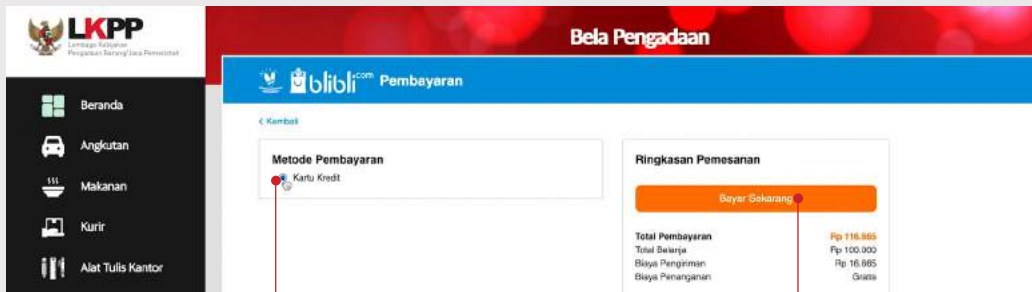 LKPP
Lembaga Kebijakan
Pengadaan Barang/Jasa Pemerintah
Bela Pengadaan
blibli.com Pembayaran
Beranda
Angkutan
Makanan
Kurir
Alat Tulis Kantor
< Kembali
Metode Pembayaran
Kartu Kredit
Ringkasan Pemesanan
Bayar Sekarang
Total Pembayaran Rp 116.665
Total Belanja Rp 100.000
Biaya Pengiriman Rp 16.665
Biaya Penanganan Gratis